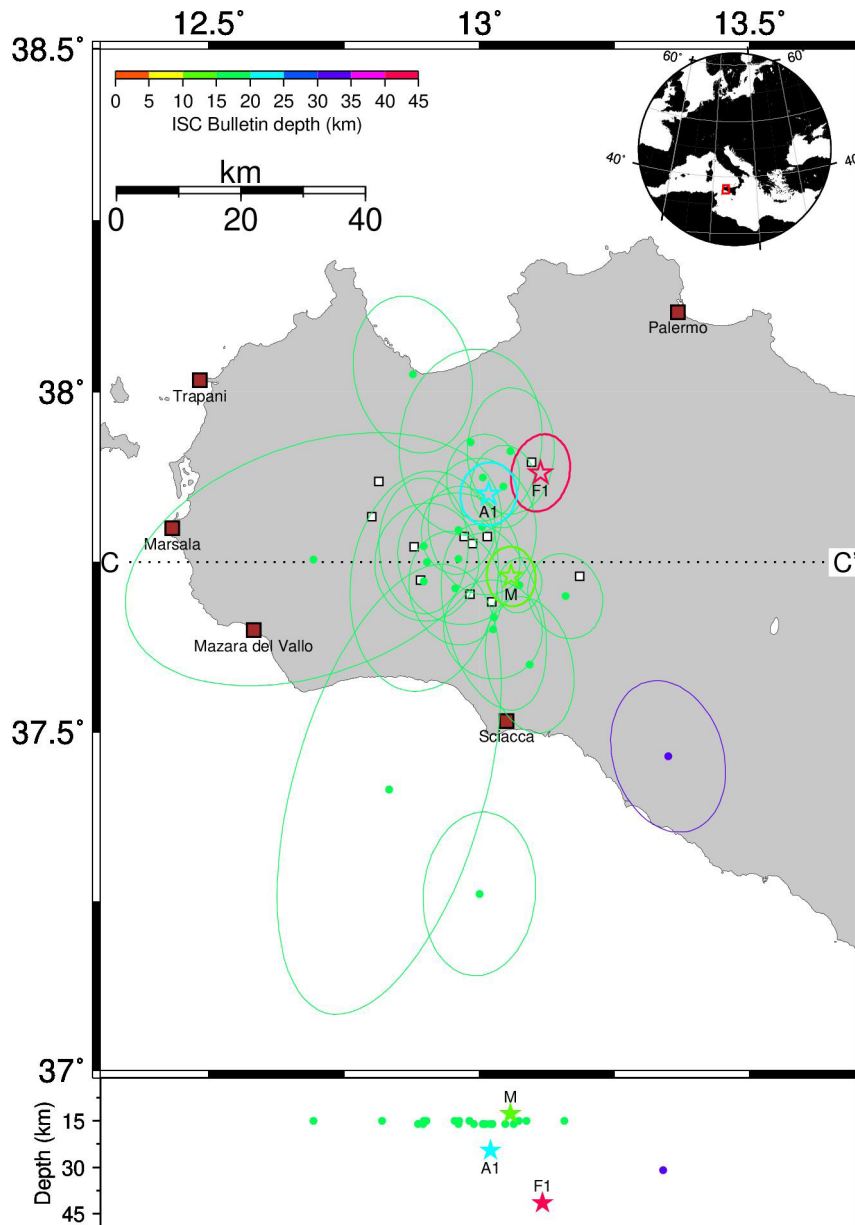 12.5˚ 13˚ 13.5˚
38.5˚
0 5 10 15 20 25 30 35 40 45
ISC Bulletin depth (km)
60˚ 60˚
40˚ 40˚
km
0 20 40
Palermo
38˚
Trapani
F1
A1
Marsala
C C'
M
Mazara del Vallo
37.5˚
Sciacca
37˚
M
15
A1
30
F1
45
Depth (km)